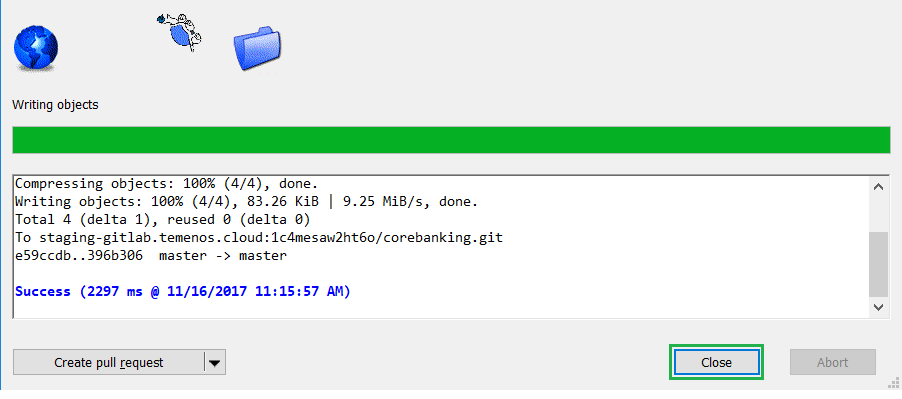 Writing objects
Compressing objects: 100% (4/4), done.
Writing objects: 100% (4/4), 83.26 KiB | 9.25 MiB/s, done.
Total 4 (delta 1), reused 0 (delta 0)
To staging-gitlab.temenos.cloud:1c4mesaw2ht6o/corebanking.git
e59ccdb..396b306  master -> master
Success (2297 ms @ 11/16/2017 11:15:57 AM)
Create pull request
Close
Abort